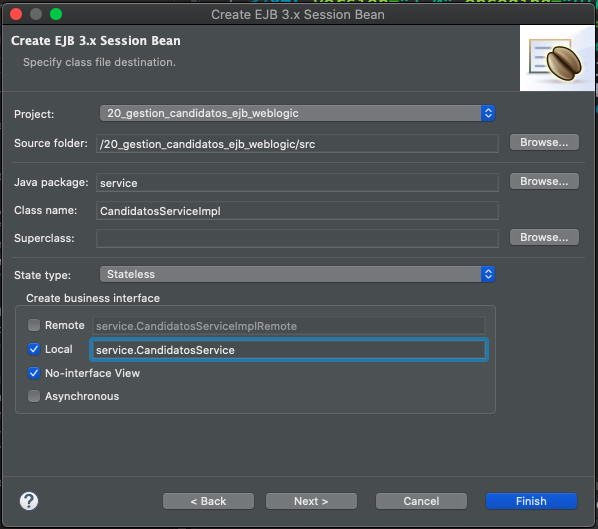 Create EJB 3.x Session Bean
Create EJB 3.x Session Bean
Specify class file destination.
Project: 20_gestion_candidatos_ejb_weblogic
Source folder: /20_gestion_candidatos_ejb_weblogic/src Browse...
Java package: service Browse...
Class name: CandidatosServiceImpl
Superclass: Browse...
State type: Stateless
Create business interface
Remote service.CandidatosServiceImplRemote
Local service.CandidatosService
No-interface View
Asynchronous
? < Back Next > Cancel Finish